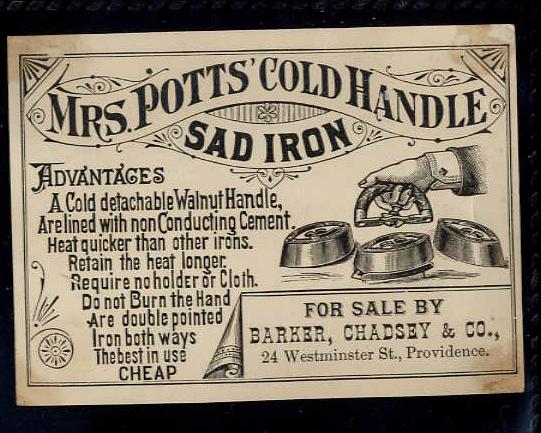 MRS. POTTS' COLD HANDLE
SAD IRON
ADVANTAGES
A Cold detachable Walnut Handle,
Are lined with non Conducting Cement.
Heat quicker than other irons.
Retain the heat longer.
Require no holder or Cloth.
Do not Burn the Hand
Are double pointed
Iron both ways
The best in use
CHEAP
FOR SALE BY
BARKER, CHADSEY & CO.,
24 Westminster St., Providence.